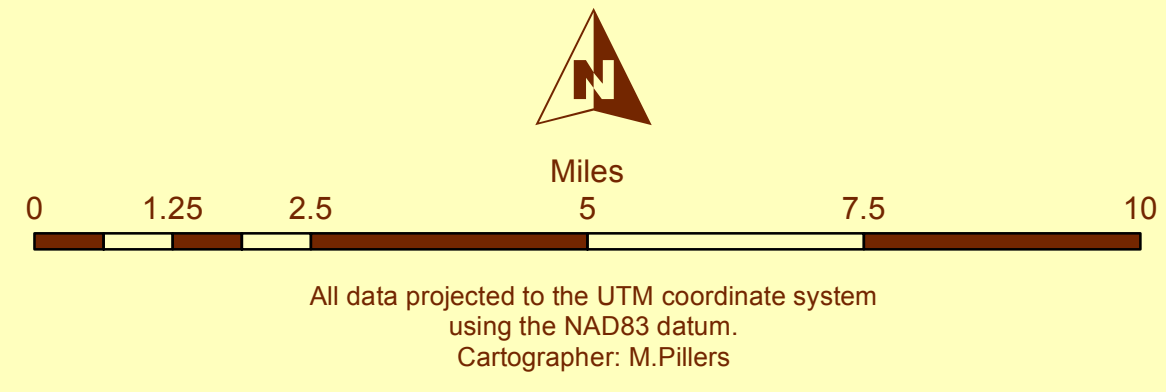 N
Miles
0 1.25 2.5 5 7.5 10
All data projected to the UTM coordinate system
using the NAD83 datum.
Cartographer: M.Pillers